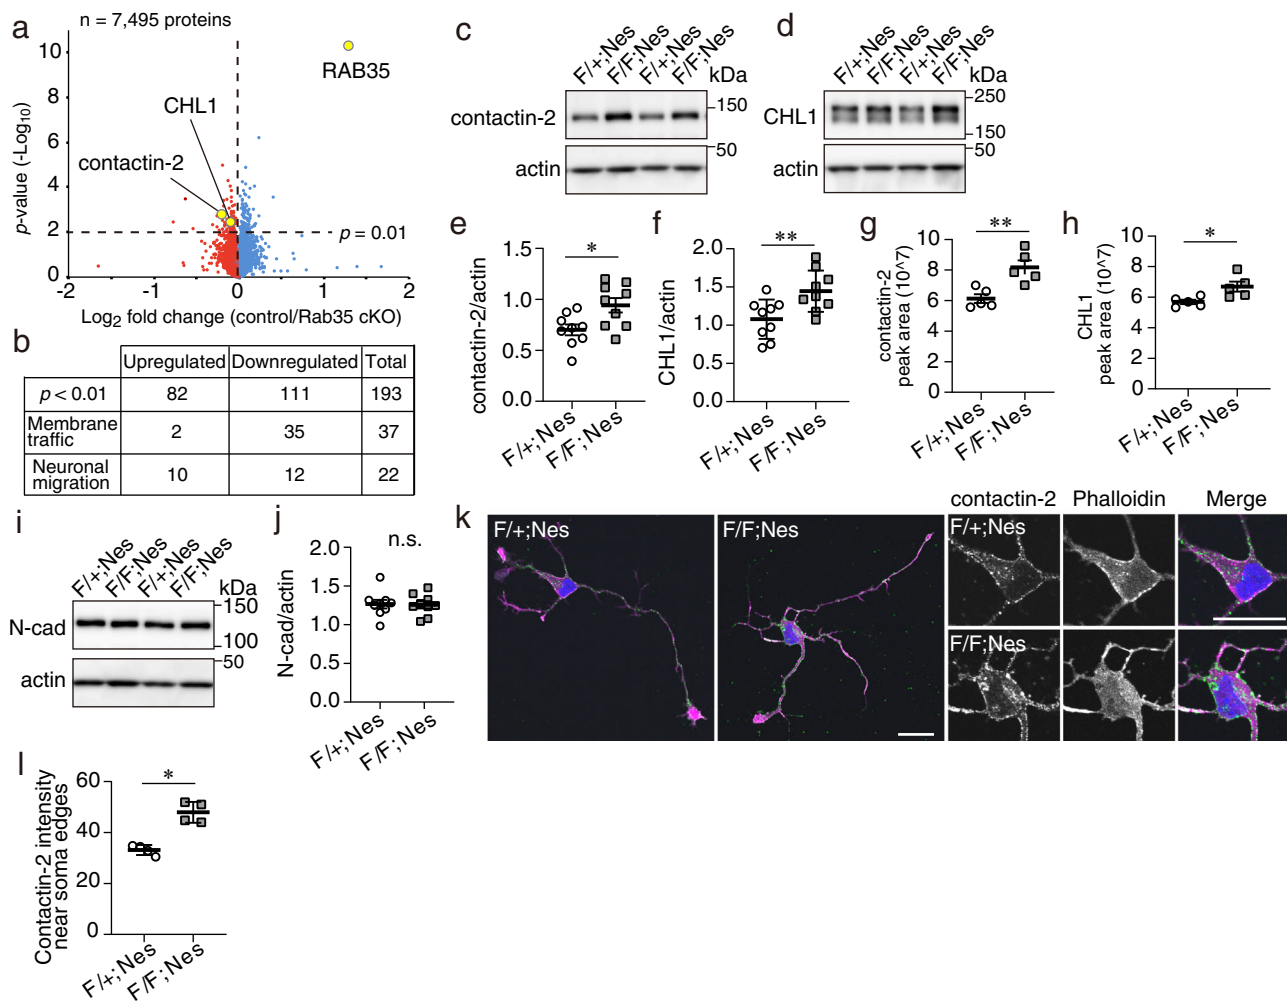 a
n = 7,495 proteins
p-value (-Log10)
10
8
6
4
2
0
RAB35
CHL1
contactin-2
p = 0.01
-2
-1
0
1
2
Log2 fold change (control/Rab35 cKO)
b
Upregulated Downregulated Total
p < 0.01 82 111 193
Membrane traffic 2 35 37
Neuronal migration 10 12 22
c
F/+;Nes F/F;Nes F/+;Nes F/F;Nes
kDa
contactin-2
150
50
actin
d
F/+;Nes F/F;Nes F/+;Nes F/F;Nes
kDa
CHL1
250
150
50
actin
e
contactin-2/actin
1.5
1.0
0.5
0.0
*
F/+;Nes
F/F;Nes
f
CHL1/actin
2.0
1.5
1.0
0.5
0.0
**
F/+;Nes
F/F;Nes
g
contactin-2
peak area (10^7)
10
8
6
4
2
0
**
F/+;Nes
F/F;Nes
h
CHL1
peak area (10^7)
10
8
6
4
2
0
*
F/+;Nes
F/F;Nes
i
F/+;Nes F/F;Nes F/+;Nes F/F;Nes
kDa
N-cad
150
100
50
actin
j
N-cad/actin
2.0
1.5
1.0
0.5
0.0
n.s.
F/+;Nes
F/F;Nes
k
F/+;Nes
F/F;Nes
contactin-2 Phalloidin Merge
F/+;Nes
F/F;Nes
l
Contactin-2 intensity
near soma edges
60
40
20
0
*
F/+;Nes
F/F;Nes